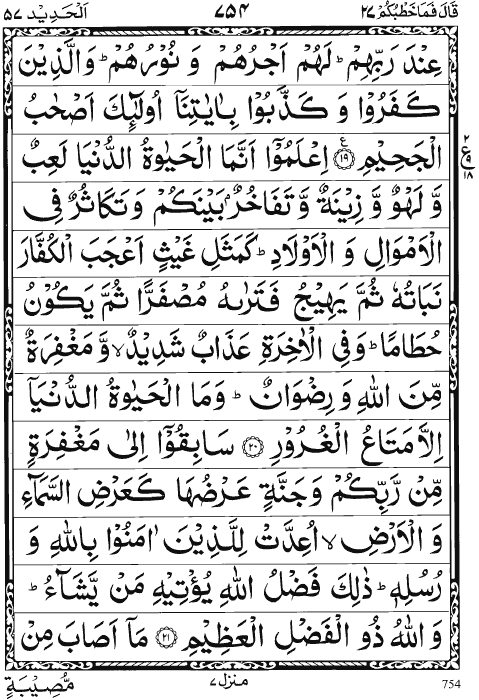 قَالَ فَمَا خَطْبُكُمْ ٢٧ ٧٥٤ اَلْحَدِيْد ٥٧
عِنْدَ رَبِّهِمْ ؕ لَهُمْ اَجْرُهُمْ وَ نُوْرُهُمْ ؕ وَالَّذِيْنَ
كَفَرُوْا وَ كَذَّبُوْا بِاٰيٰتِنَاۤ اُولٰٓئِكَ اَصْحٰبُ
الْجَحِيْمِ ۧ ﴿١٩﴾ اِعْلَمُوْۤا اَنَّمَا الْحَيٰوةُ الدُّنْيَا لَعِبٌ
وَّ لَهْوٌ وَّ زِيْنَةٌ وَّ تَفَاخُرٌۢ بَيْنَكُمْ وَ تَكَاثُرٌ فِى
الْاَمْوَالِ وَ الْاَوْلَادِ ؕ كَمَثَلِ غَيْثٍ اَعْجَبَ الْكُفَّارَ
نَبَاتُهٗ ثُمَّ يَهِيْجُ فَتَرٰىهُ مُصْفَرًّا ثُمَّ يَكُوْنُ
حُطَامًا ؕ وَفِى الْاٰخِرَةِ عَذَابٌ شَدِيْدٌ ۙ وَّ مَغْفِرَةٌ
مِّنَ اللّٰهِ وَ رِضْوَانٌ ؕ وَمَا الْحَيٰوةُ الدُّنْيَاۤ
اِلَّا مَتَاعُ الْغُرُوْرِ ﴿٢٠﴾ سَابِقُوْۤا اِلٰى مَغْفِرَةٍ
مِّنْ رَّبِّكُمْ وَجَنَّةٍ عَرْضُهَا كَعَرْضِ السَّمَآءِ
وَ الْاَرْضِ ۙ اُعِدَّتْ لِلَّذِيْنَ اٰمَنُوْا بِاللّٰهِ وَ
رُسُلِهٖ ؕ ذٰلِكَ فَضْلُ اللّٰهِ يُؤْتِيْهِ مَنْ يَّشَآءُ ؕ
وَ اللّٰهُ ذُو الْفَضْلِ الْعَظِيْمِ ﴿٢١﴾ مَاۤ اَصَابَ مِنْ
٢
ع
٩
١٨
754 منزل ٧ مُّصِيْبَةٍ